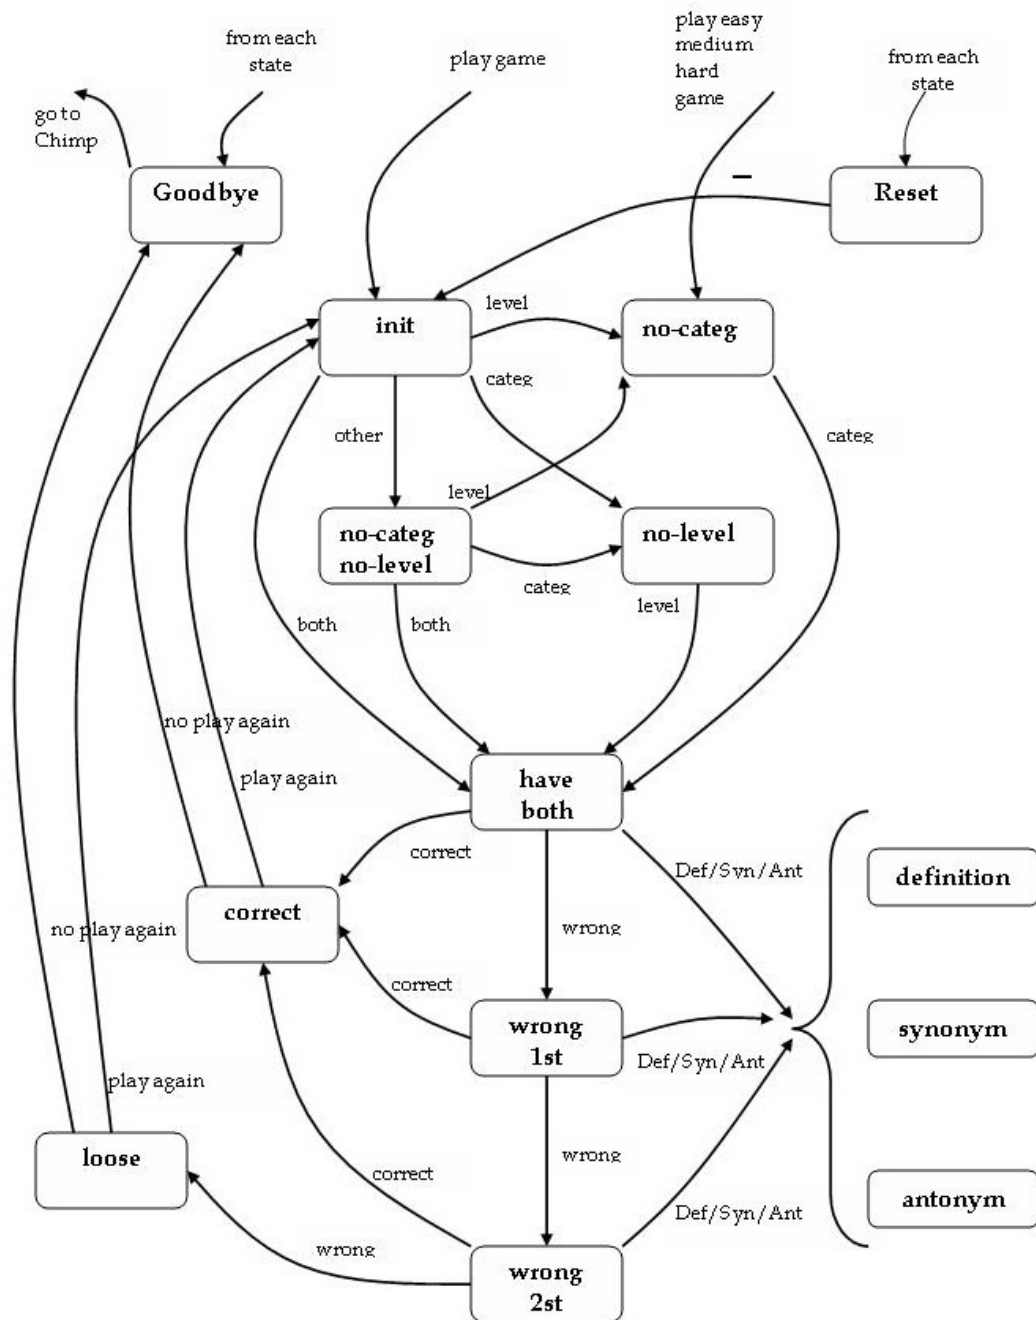 play easy
medium
hard
game
from each
state
play game
from each
state
go to
Chimp
Goodbye
–
Reset
level
init
no-categ
categ
other
categ
level
no-categ
no-level
no-level
categ
level
both
both
no play again
play again
have
both
correct
Def/Syn/Ant
definition
correct
no play again
wrong
correct
wrong
1st
synonym
Def/Syn/Ant
play again
loose
wrong
correct
antonym
Def/Syn/Ant
wrong
wrong
2st